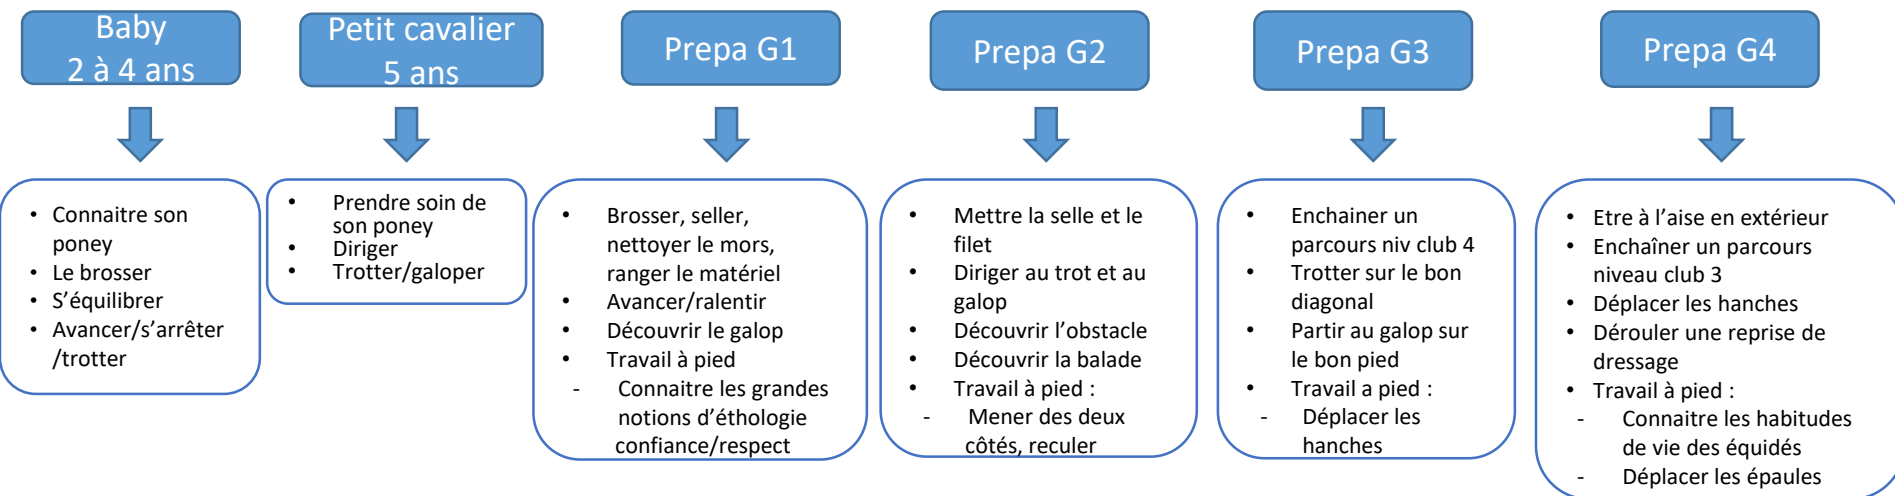 Baby
2 à 4 ans
Petit cavalier
5 ans
Prepa G1
Prepa G2
Prepa G3
Prepa G4
• Connaitre son
poney
• Le brosser
• S’équilibrer
• Avancer/s’arrêter
/trotter
• Prendre soin de
son poney
• Diriger
• Trotter/galoper
• Brosser, seller,
nettoyer le mors,
ranger le matériel
• Avancer/ralentir
• Découvrir le galop
• Travail à pied
- Connaitre les grandes
notions d’éthologie
confiance/respect
• Mettre la selle et le
filet
• Diriger au trot et au
galop
• Découvrir l’obstacle
• Découvrir la balade
• Travail à pied :
- Mener des deux
côtés, reculer
• Enchainer un
parcours niv club 4
• Trotter sur le bon
diagonal
• Partir au galop sur
le bon pied
• Travail a pied :
- Déplacer les
hanches
• Etre à l’aise en extérieur
• Enchaîner un parcours
niveau club 3
• Déplacer les hanches
• Dérouler une reprise de
dressage
• Travail à pied :
- Connaitre les habitudes
de vie des équidés
- Déplacer les épaules